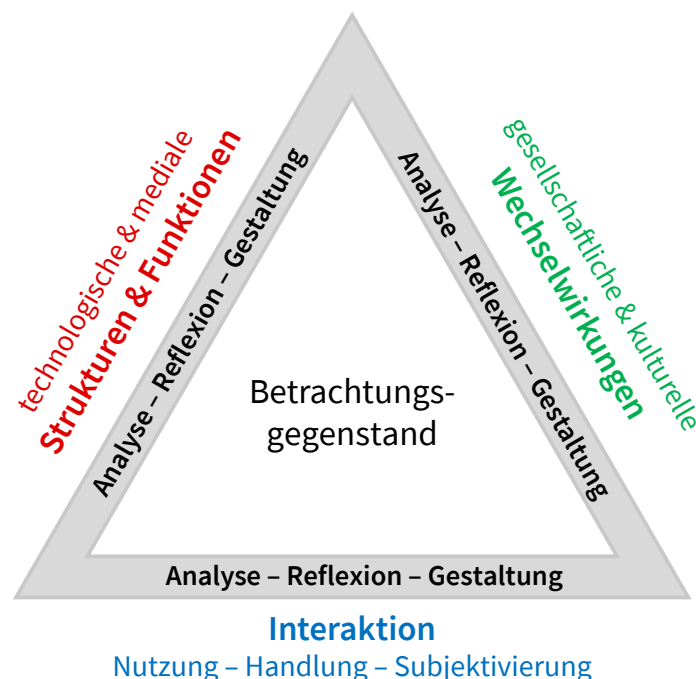 technologische & mediale
Strukturen & Funktionen
Analyse – Reflexion – Gestaltung
gesellschaftliche & kulturelle
Wechselwirkungen
Analyse – Reflexion – Gestaltung
Betrachtungs-
gegenstand
Analyse – Reflexion – Gestaltung
Interaktion
Nutzung – Handlung – Subjektivierung